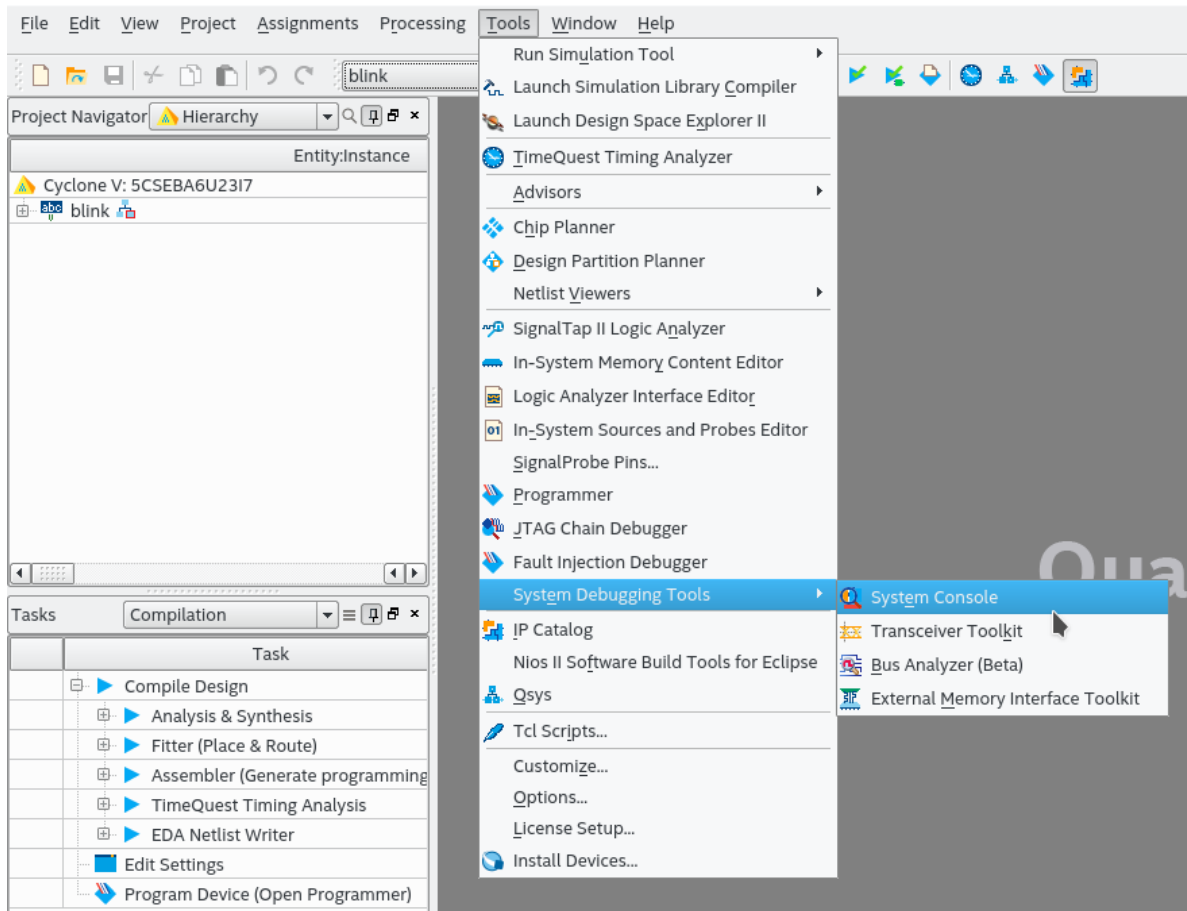 File Edit View Project Assignments Processing Tools Window Help
blink
Project Navigator Hierarchy
Entity:Instance
Cyclone V: 5CSEBA6U23I7
abc blink
Run Simulation Tool
Launch Simulation Library Compiler
Launch Design Space Explorer II
TimeQuest Timing Analyzer
Advisors
Chip Planner
Design Partition Planner
Netlist Viewers
SignalTap II Logic Analyzer
In-System Memory Content Editor
Logic Analyzer Interface Editor
01 In-System Sources and Probes Editor
SignalProbe Pins...
Programmer
JTAG Chain Debugger
Fault Injection Debugger
System Debugging Tools
IP Catalog
Nios II Software Build Tools for Eclipse
Qsys
Tcl Scripts...
Customize...
Options...
License Setup...
Install Devices...
System Console
Transceiver Toolkit
Bus Analyzer (Beta)
External Memory Interface Toolkit
Qua
Tasks Compilation
Task
Compile Design
Analysis & Synthesis
Fitter (Place & Route)
Assembler (Generate programming
TimeQuest Timing Analysis
EDA Netlist Writer
Edit Settings
Program Device (Open Programmer)